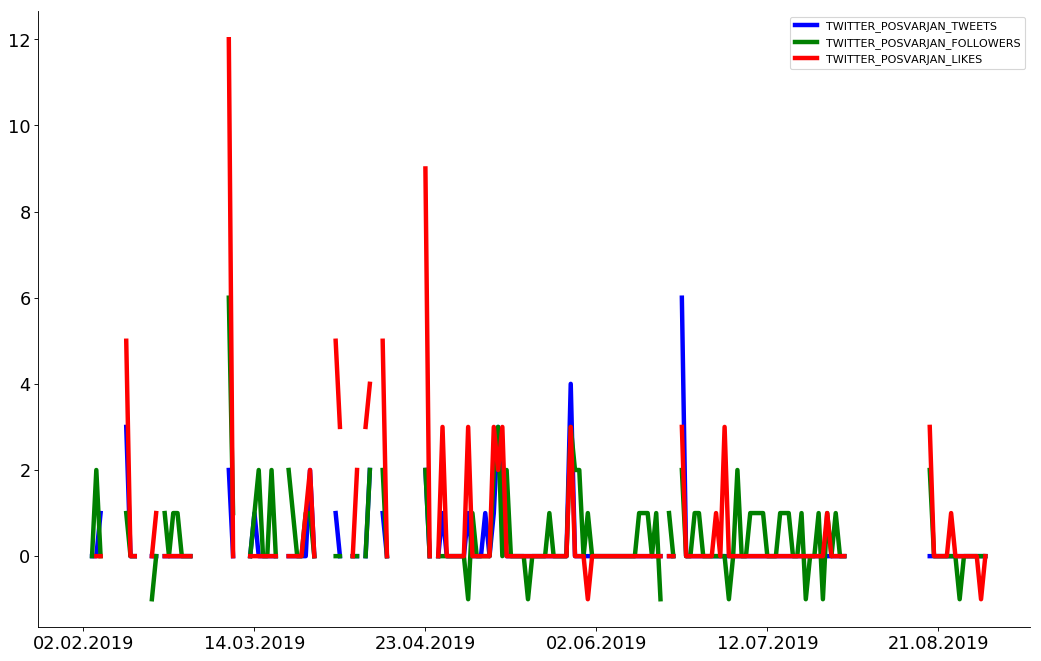 TWITTER_POSVARJAN_TWEETS
TWITTER_POSVARJAN_FOLLOWERS
TWITTER_POSVARJAN_LIKES
12
10
8
6
4
2
0
02.02.2019 14.03.2019 23.04.2019 02.06.2019 12.07.2019 21.08.2019